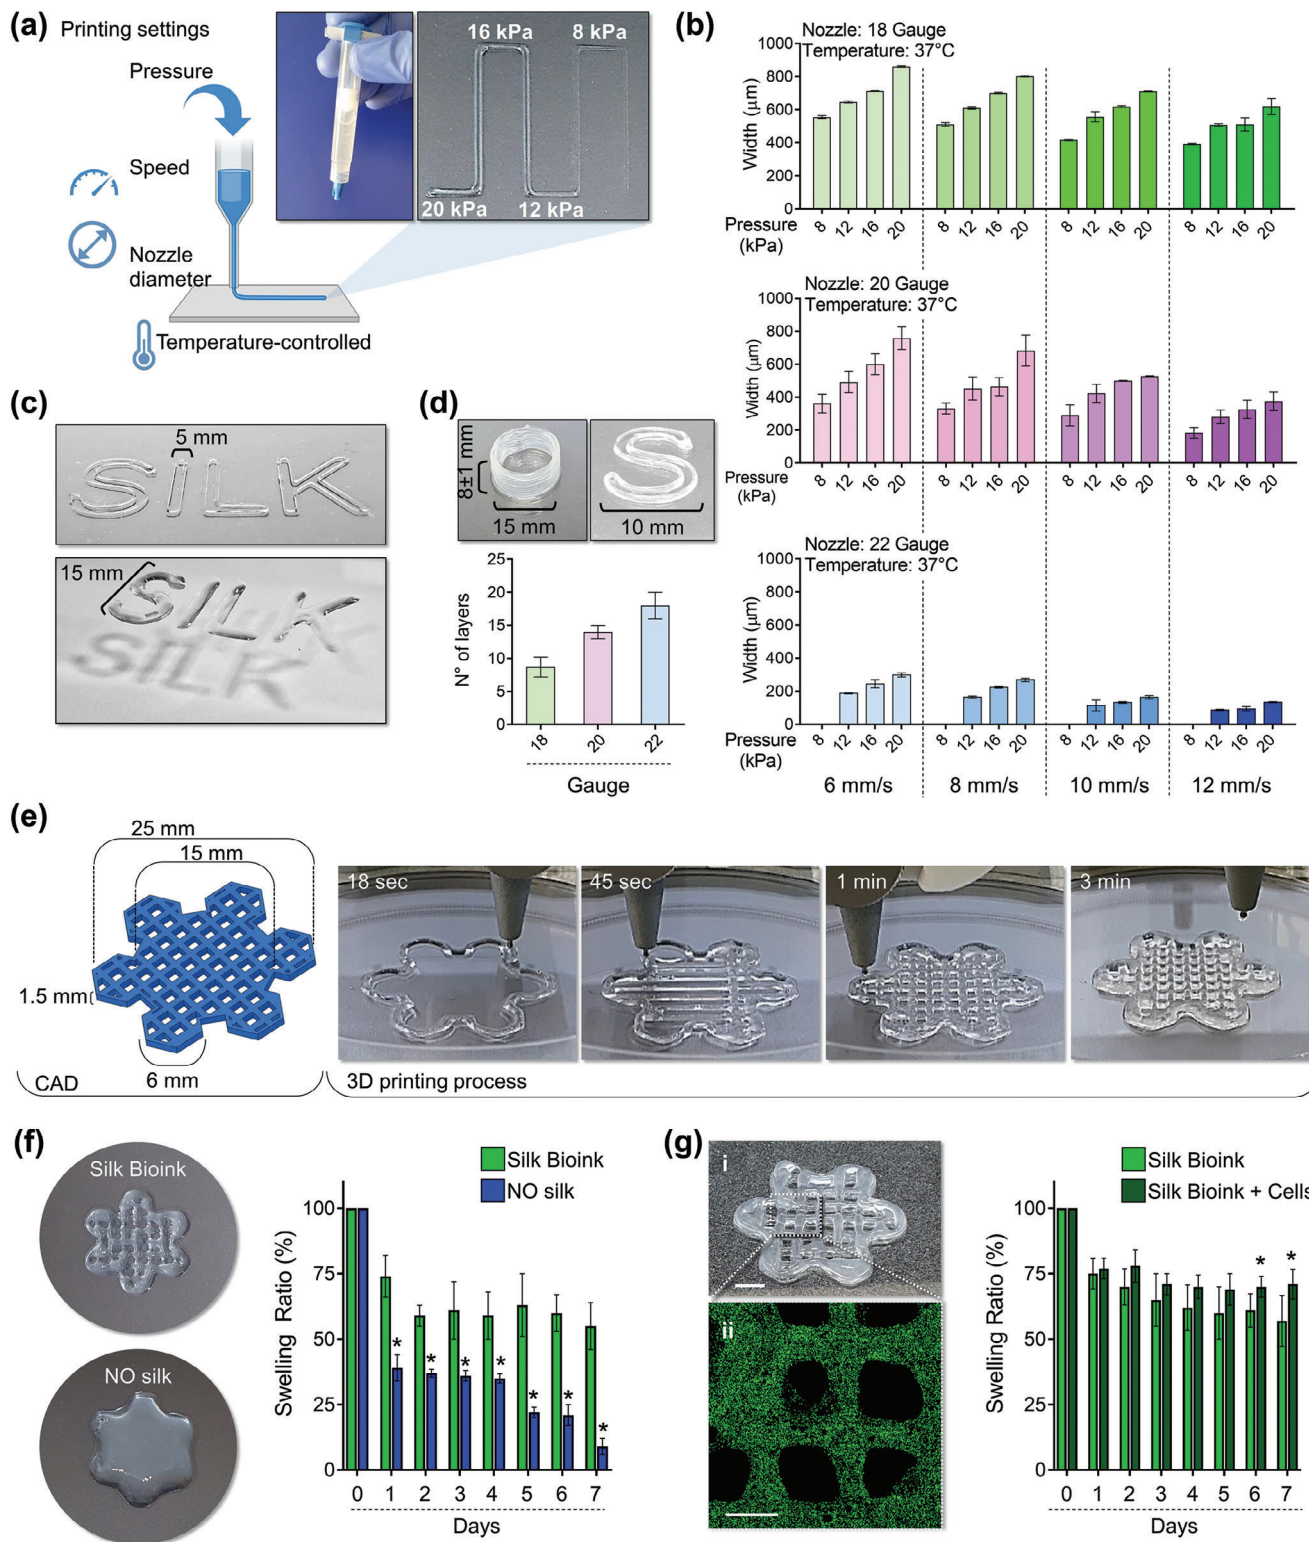 (a) Printing settings
Pressure
Speed
Nozzle
diameter
Temperature-controlled
16 kPa
8 kPa
20 kPa
12 kPa
(b)
Nozzle: 18 Gauge
Temperature: 37°C
Width (µm)
1000
800
600
400
200
0
Pressure
(kPa)
8 12 16 20 8 12 16 20 8 12 16 20 8 12 16 20
Nozzle: 20 Gauge
Temperature: 37°C
Width (µm)
1000
800
600
400
200
0
Pressure
(kPa)
8 12 16 20 8 12 16 20 8 12 16 20 8 12 16 20
Nozzle: 22 Gauge
Temperature: 37°C
Width (µm)
1000
800
600
400
200
0
Pressure
(kPa)
8 12 16 20 8 12 16 20 8 12 16 20 8 12 16 20
6 mm/s 8 mm/s 10 mm/s 12 mm/s
(c)
5 mm
SILK
15 mm
SILK
SILK
(d)
8±1 mm
15 mm
S
10 mm
N° of layers
25
20
15
10
5
0
18 20 22
Gauge
(e)
25 mm
15 mm
1.5 mm
6 mm
CAD
18 sec
45 sec
1 min
3 min
3D printing process
(f)
Silk Bioink
NO silk
Silk Bioink
NO silk
Swelling Ratio (%)
100
75
50
25
0
* * * * * * *
0 1 2 3 4 5 6 7
Days
(g)
i
ii
Silk Bioink
Silk Bioink + Cells
Swelling Ratio (%)
100
75
50
25
0
* *
0 1 2 3 4 5 6 7
Days